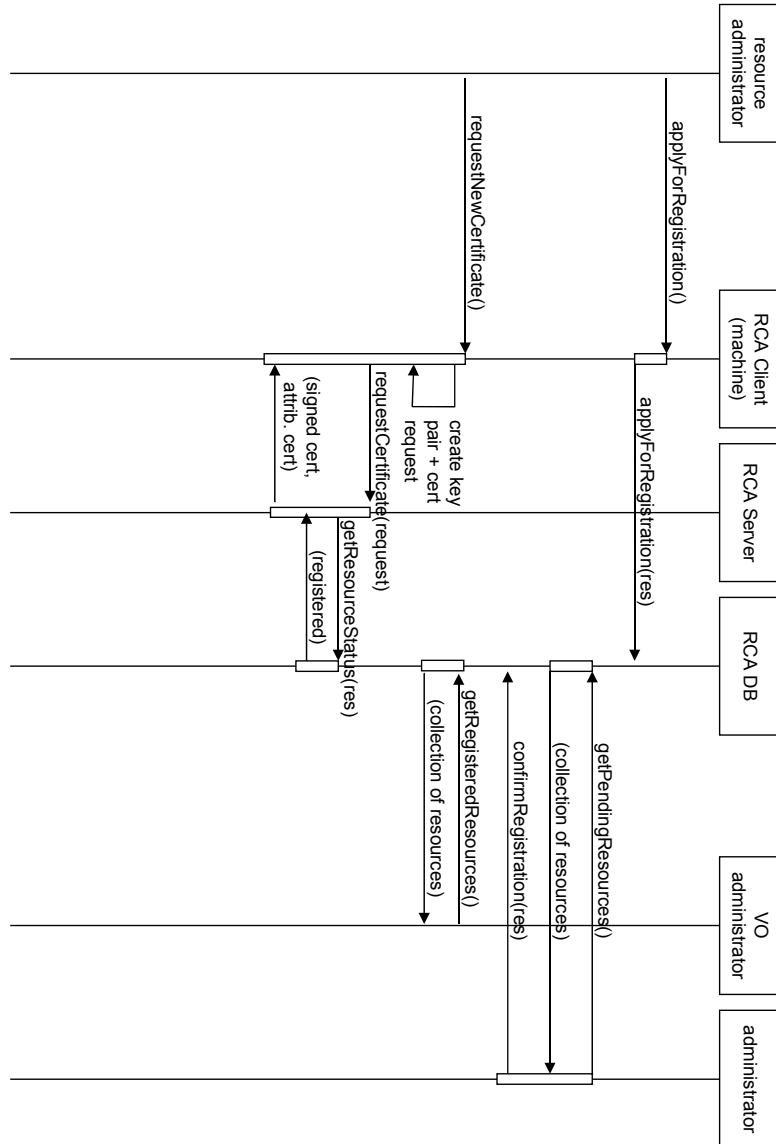 resource
administrator
RCA Client
(machine)
RCA Server
RCA DB
VO
administrator
administrator
applyForRegistration()
applyForRegistration(res)
getPendingResources()
(collection of resources)
confirmRegistration(res)
requestNewCertificate()
create key
pair + cert
request
getRegisteredResources()
(collection of resources)
requestCertificate(request)
getResourceStatus(res)
(registered)
(signed cert,
attrib. cert)